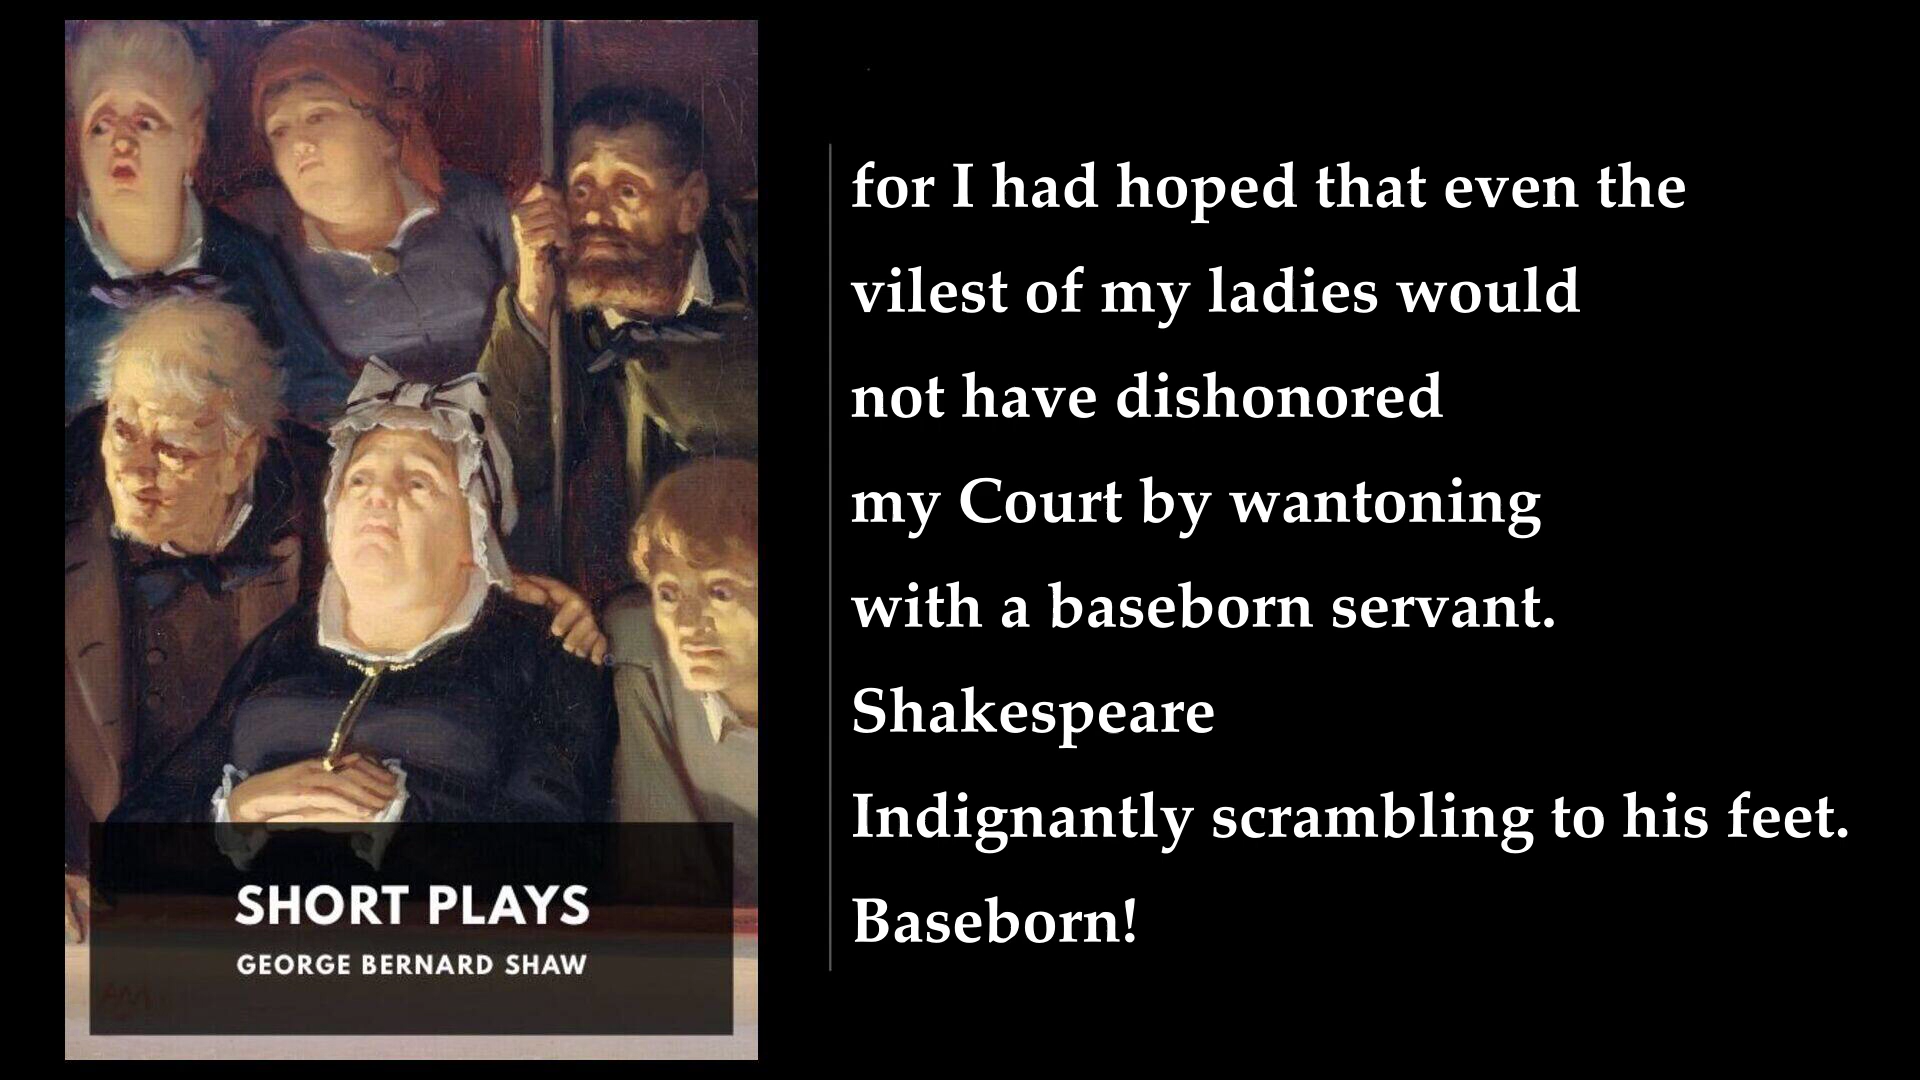 for I had hoped that even the
vilest of my ladies would
not have dishonored
my Court by wantoning
with a baseborn servant.
Shakespeare
Indignantly scrambling to his feet.
Baseborn!
SHORT PLAYS
GEORGE BERNARD SHAW